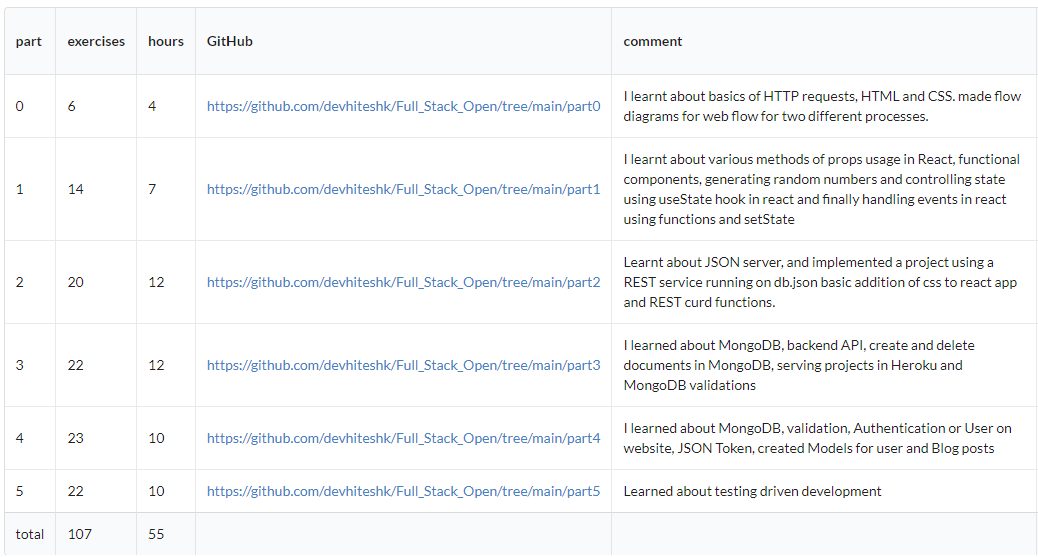 part exercises hours GitHub comment
0 6 4 https://github.com/devhiteshk/Full_Stack_Open/tree/main/part0 I learnt about basics of HTTP requests, HTML and CSS. made flow
diagrams for web flow for two different processes.
1 14 7 https://github.com/devhiteshk/Full_Stack_Open/tree/main/part1 I learnt about various methods of props usage in React, functional
components, generating random numbers and controlling state
using useState hook in react and finally handling events in react
using functions and setState
2 20 12 https://github.com/devhiteshk/Full_Stack_Open/tree/main/part2 Learnt about JSON server, and implemented a project using a
REST service running on db.json basic addition of css to react app
and REST curd functions.
3 22 12 https://github.com/devhiteshk/Full_Stack_Open/tree/main/part3 I learned about MongoDB, backend API, create and delete
documents in MongoDB, serving projects in Heroku and
MongoDB validations
4 23 10 https://github.com/devhiteshk/Full_Stack_Open/tree/main/part4 I learned about MongoDB, validation, Authentication or User on
website, JSON Token, created Models for user and Blog posts
5 22 10 https://github.com/devhiteshk/Full_Stack_Open/tree/main/part5 Learned about testing driven development
total 107 55